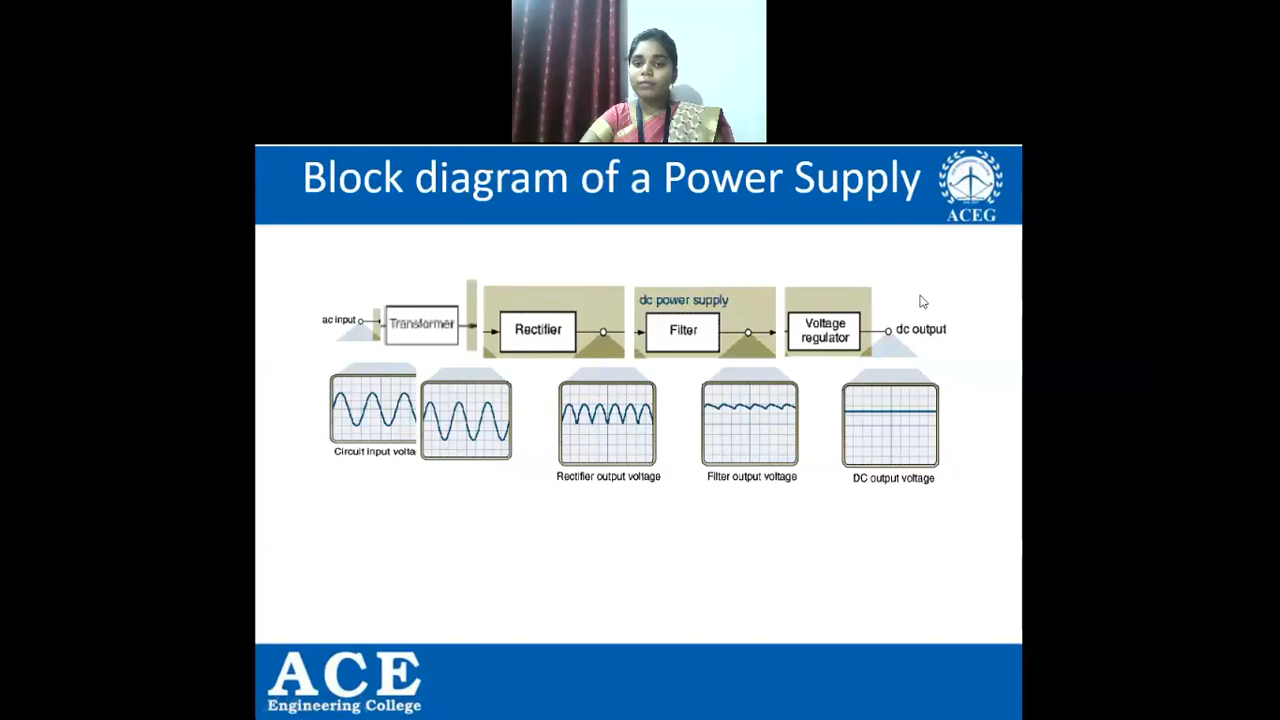 Block diagram of a Power Supply
ACEG
dc power supply
ac input
Transformer
Rectifier
Filter
Voltage
regulator
dc output
Circuit input
Rectifier output voltage
Filter output voltage
DC output voltage
ACE
Engineering College